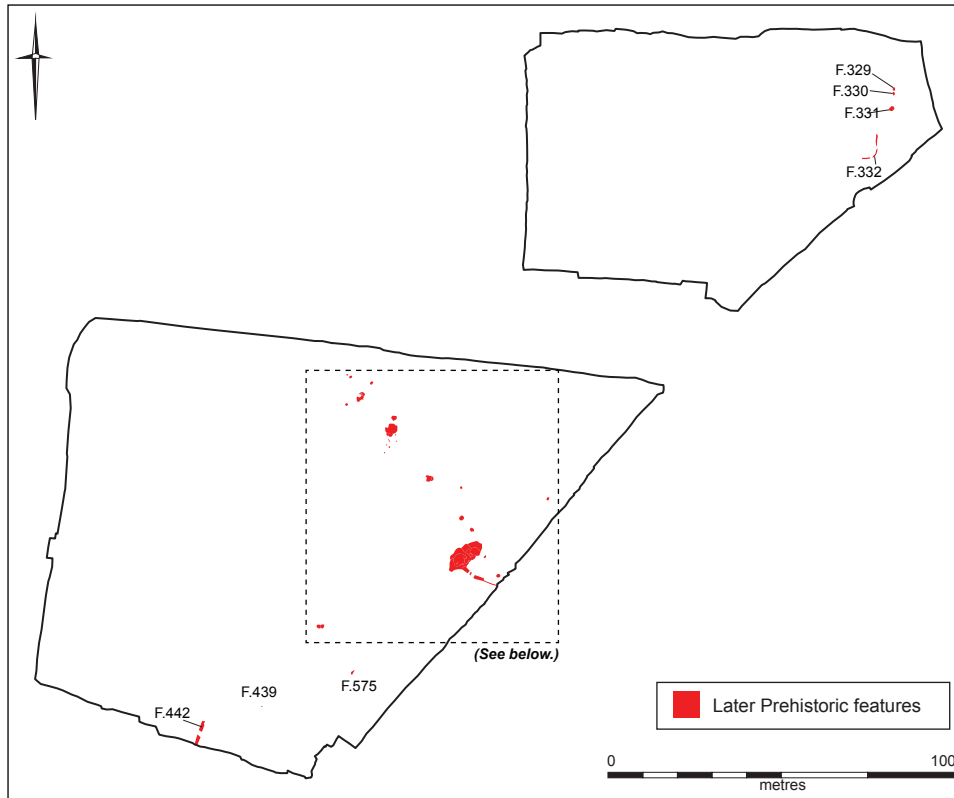 F.329
F.330
F.331
F.332
(See below.)
F.575
F.439
F.442
Later Prehistoric features
0 100
metres